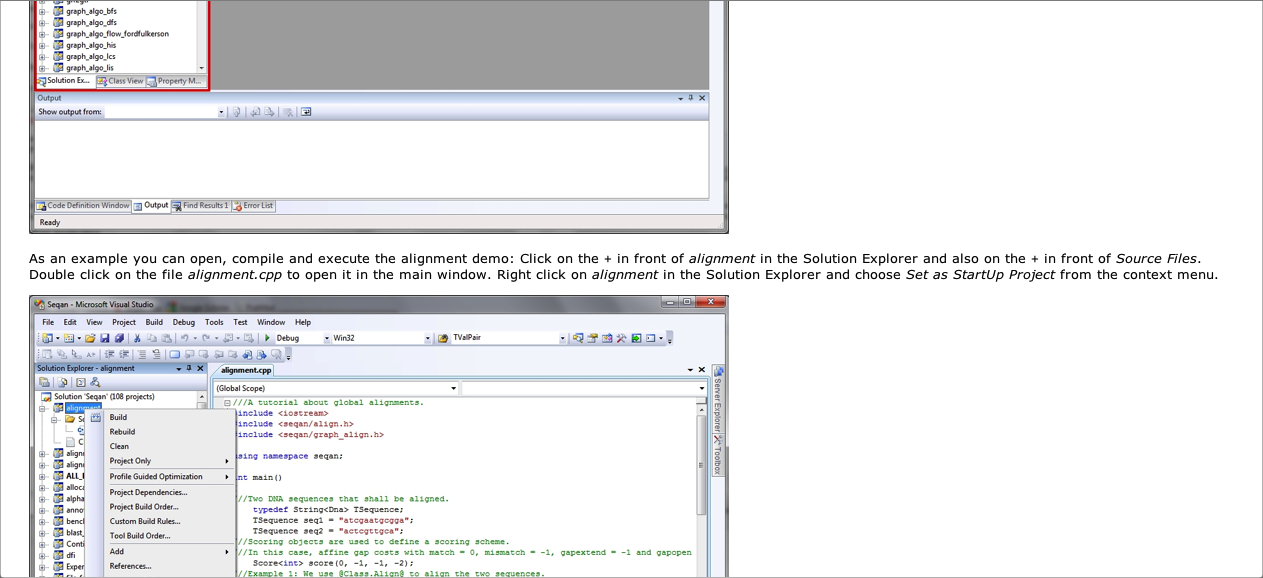 graph_algo_bfs
graph_algo_dfs
graph_algo_flow_fordfulkerson
graph_algo_his
graph_algo_lcs
graph_algo_lis
Solution Ex... Class View Property M...
Output
Show output from:
Code Definition Window Output Find Results 1 Error List
Ready
As an example you can open, compile and execute the alignment demo: Click on the + in front of alignment in the Solution Explorer and also on the + in front of Source Files.
Double click on the file alignment.cpp to open it in the main window. Right click on alignment in the Solution Explorer and choose Set as StartUp Project from the context menu.
Seqan - Microsoft Visual Studio
File Edit View Project Build Debug Tools Test Window Help
Debug Win32 TValPair
Solution Explorer - alignment
alignment.cpp
(Global Scope)
Solution 'Seqan' (108 projects)
alignment
Build
Rebuild
Clean
Project Only
Profile Guided Optimization
Project Dependencies...
Project Build Order...
Custom Build Rules...
Tool Build Order...
Add
References...
///A tutorial about global alignments.
include <iostream>
include <seqan/align.h>
include <seqan/graph_align.h>
using namespace seqan;
int main()
//Two DNA sequences that shall be aligned.
typedef String<Dna> TSequence;
TSequence seq1 = "atcgaatgcgga";
TSequence seq2 = "actcgttgca";
//Scoring objects are used to define a scoring scheme.
//In this case, affine gap costs with match = 0, mismatch = -1, gapextend = -1 and gapopen
Score<int> score(0, -1, -1, -2);
//Example 1: We use @Class.Align@ to align the two sequences.
Server Explorer
Toolbox